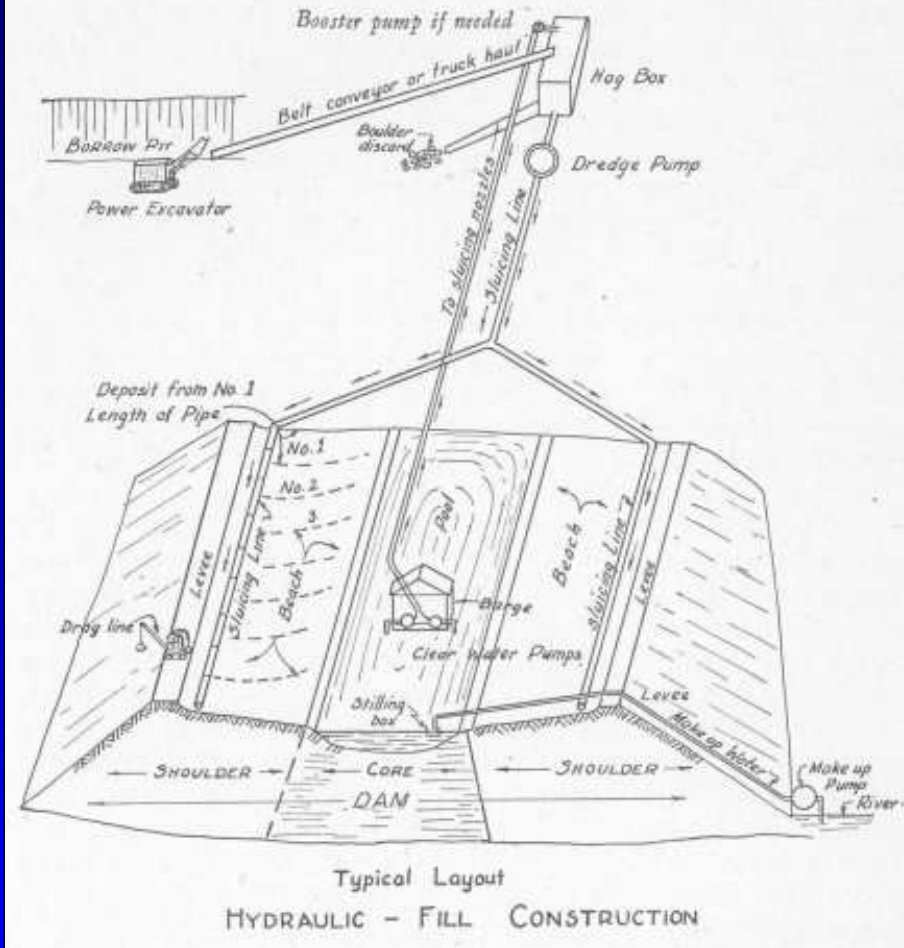 Booster pump if needed
Hog Box
Belt conveyor or truck haul
Borrow Pit
Boulder
discard
Dredge Pump
Power Excavator
To sluicing nozzles
Sluicing Line
Deposit from No. 1
Length of Pipe
No. 1
No. 2
3
Pool
Levee
Sluicing Line
Beach
Beach
Sluicing Line
Levee
Barge
Drag line
Clear Water Pumps
Stilling
box
Levee
Make up Water
SHOULDER
CORE
SHOULDER
Make up
Pump
River
DAM
Typical Layout
HYDRAULIC - FILL CONSTRUCTION